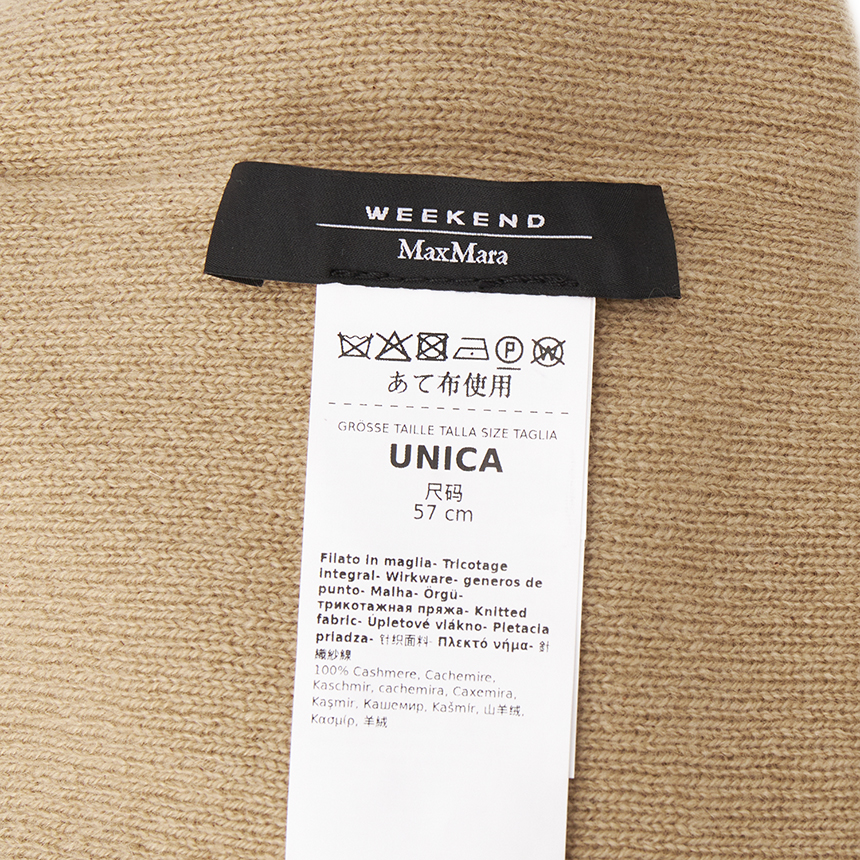 WEEKEND
MaxMara
P W
あて布使用
GRÖSSE TAILLE TALLA SIZE TAGLIA
UNICA
尺码
57 cm
Filato in maglia- Tricotage
integral- Wirkware- generos de
punto- Malha- Örgü-
трикотажная пряжа- Knitted
fabric- Úpletové vlákno- Pletacia
priadza- 针织面料- Πλεκτό νήμα- 針
織紗線
100% Cashmere, Cachemire,
Kaschmir, cachemira, Caxemira,
Kaşmir, Кашемир, Kašmír, 山羊绒,
Κασμίρ, 羊絨